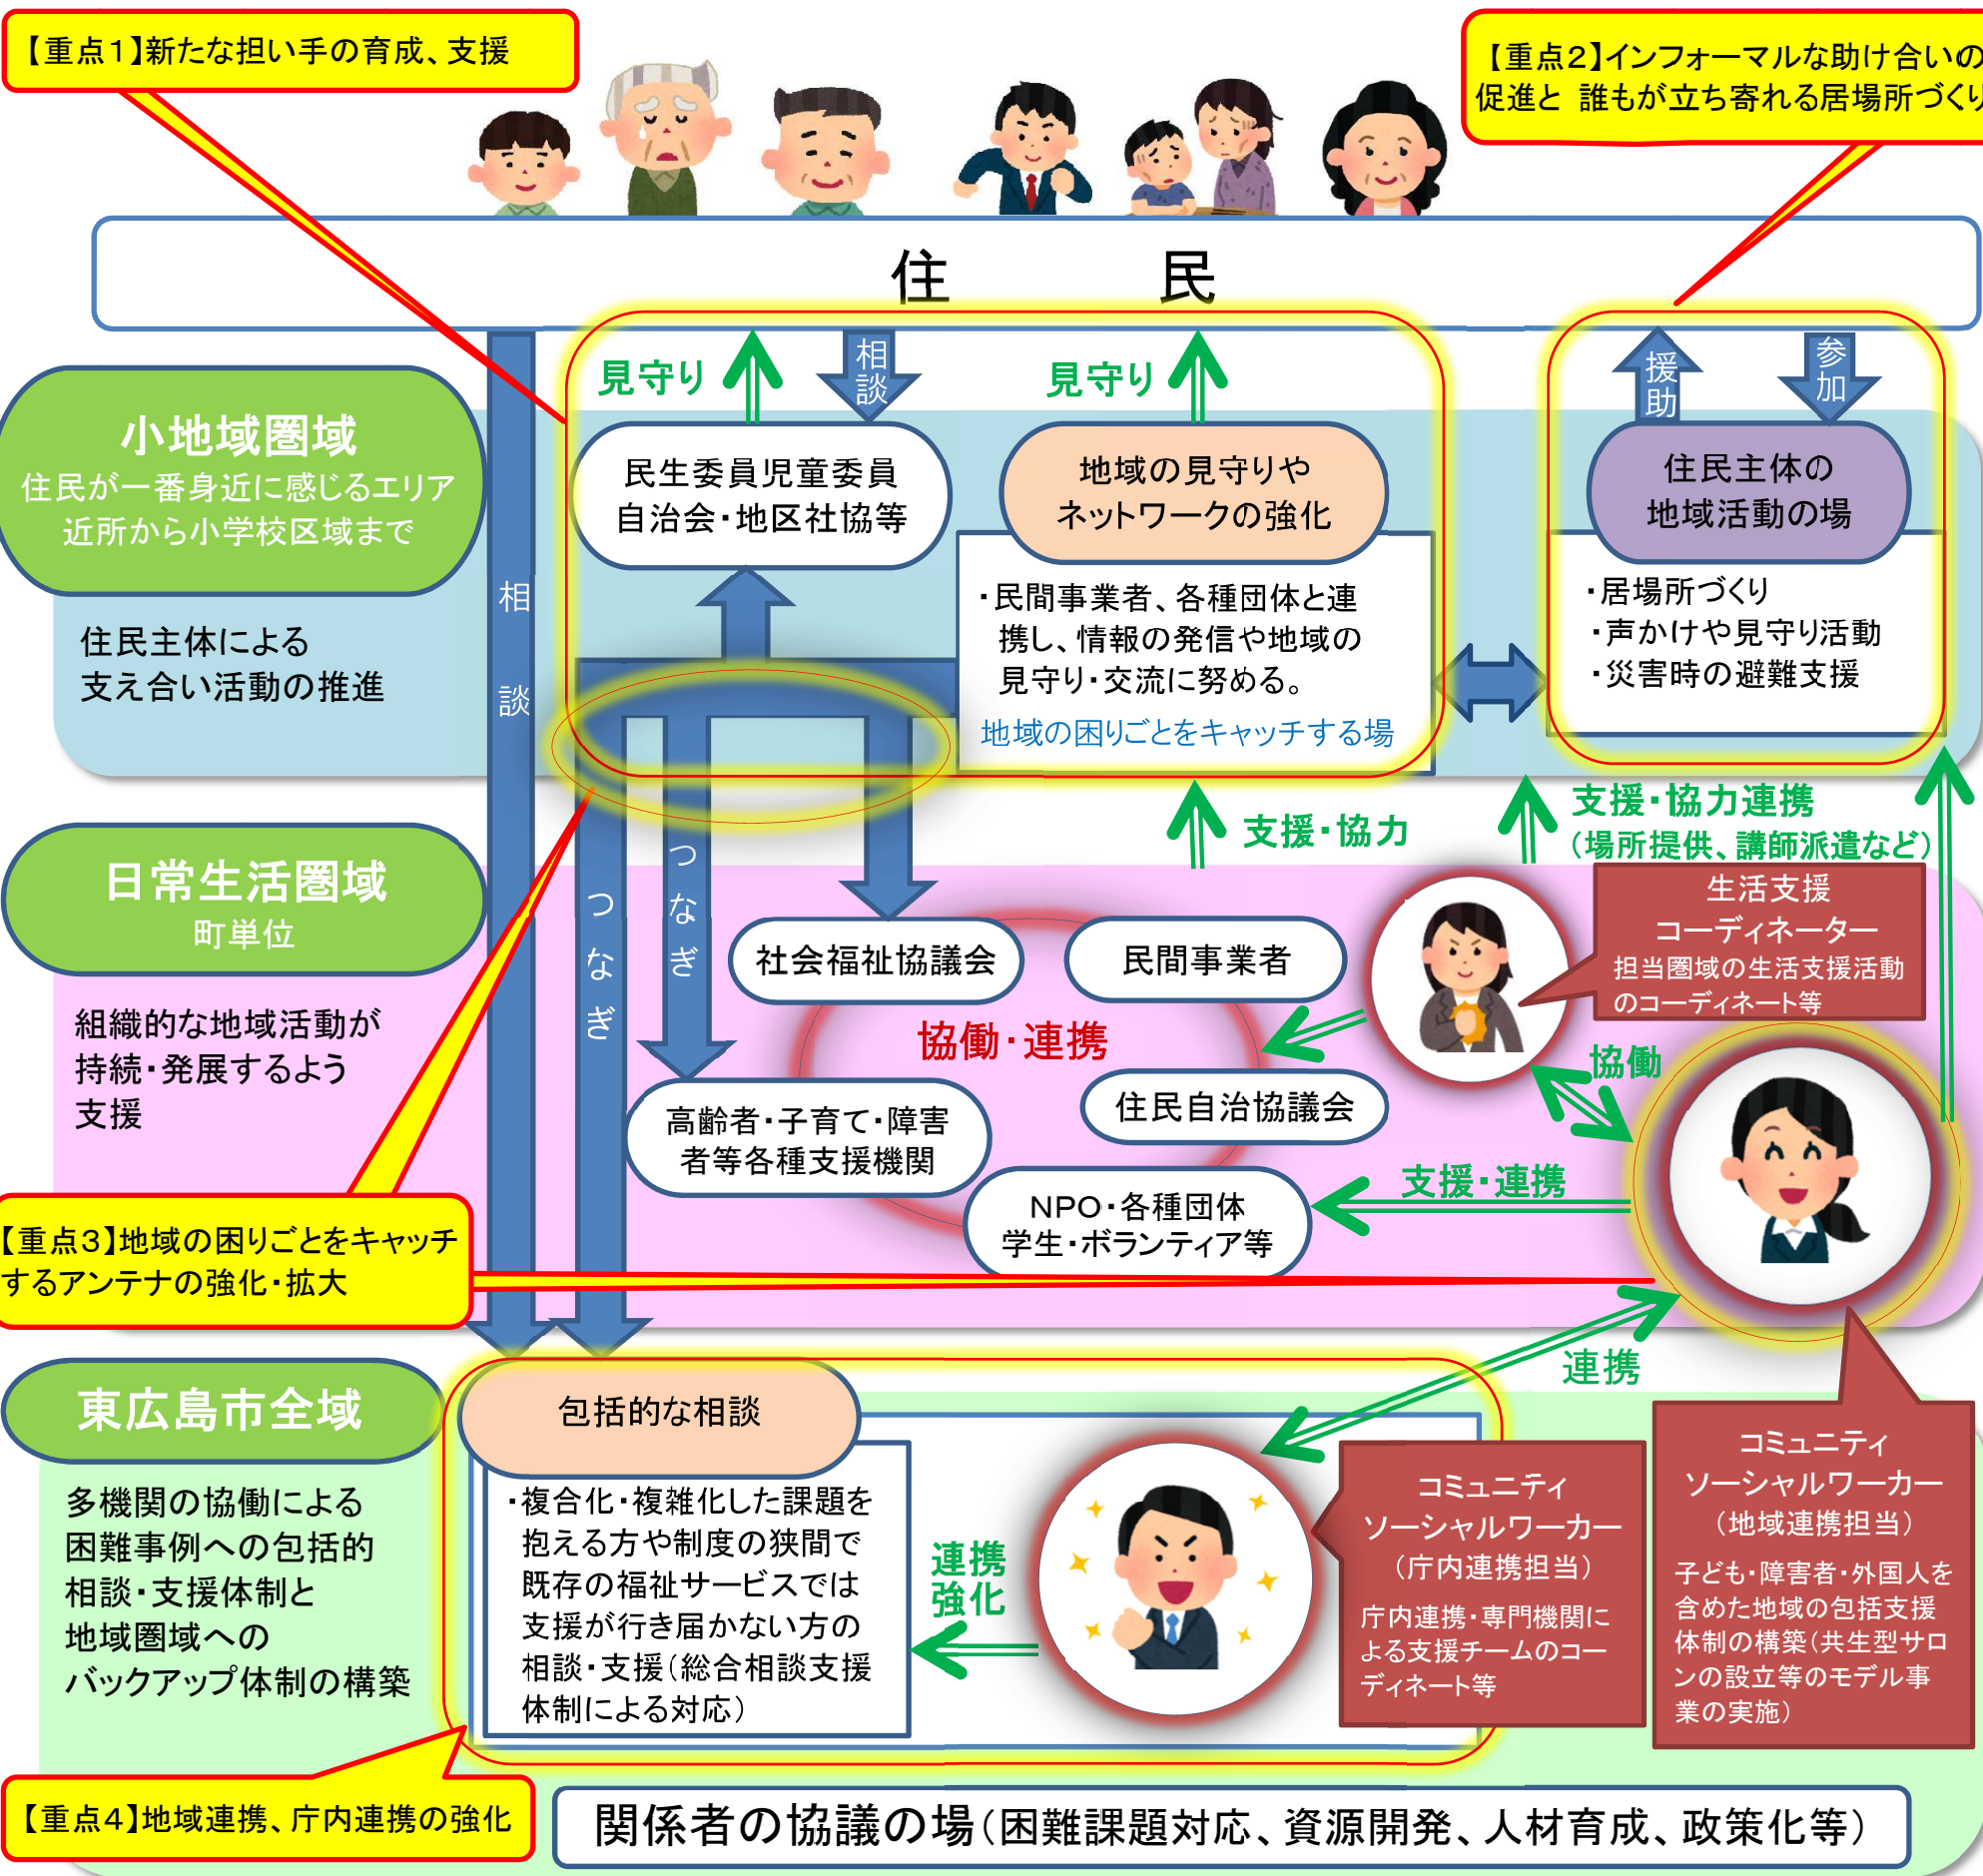 【重点1】新たな担い手の育成、支援
【重点2】インフォーマルな助け合いの
促進と 誰もが立ち寄れる居場所づくり
住 民
見守り
相談
見守り
援助
参加
小地域圏域
住民が一番身近に感じるエリア
近所から小学校区域まで
住民主体による
支え合い活動の推進
相談
民生委員児童委員
自治会・地区社協等
地域の見守りや
ネットワークの強化
・民間事業者、各種団体と連
携し、情報の発信や地域の
見守り・交流に努める。
地域の困りごとをキャッチする場
住民主体の
地域活動の場
・居場所づくり
・声かけや見守り活動
・災害時の避難支援
支援・協力
支援・協力連携
（場所提供、講師派遣など）
つなぎ
つなぎ
日常生活圏域
町単位
組織的な地域活動が
持続・発展するよう
支援
社会福祉協議会
民間事業者
協働・連携
高齢者・子育て・障害
者等各種支援機関
住民自治協議会
NPO・各種団体
学生・ボランティア等
生活支援
コーディネーター
担当圏域の生活支援活動
のコーディネート等
協働
支援・連携
【重点3】地域の困りごとをキャッチ
するアンテナの強化・拡大
連携
東広島市全域
多機関の協働による
困難事例への包括的
相談・支援体制と
地域圏域への
バックアップ体制の構築
包括的な相談
・複合化・複雑化した課題を
抱える方や制度の狭間で
既存の福祉サービスでは
支援が行き届かない方の
相談・支援（総合相談支援
体制による対応）
連携
強化
コミュニティ
ソーシャルワーカー
（庁内連携担当）
庁内連携・専門機関に
よる支援チームのコー
ディネート等
コミュニティ
ソーシャルワーカー
（地域連携担当）
子ども・障害者・外国人を
含めた地域の包括支援
体制の構築（共生型サロ
ンの設立等のモデル事
業の実施）
【重点4】地域連携、庁内連携の強化
関係者の協議の場（困難課題対応、資源開発、人材育成、政策化等）